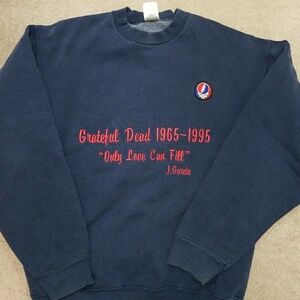 Grateful Dead 1965-1995
"Only Love Can Fill"
J. Garcia